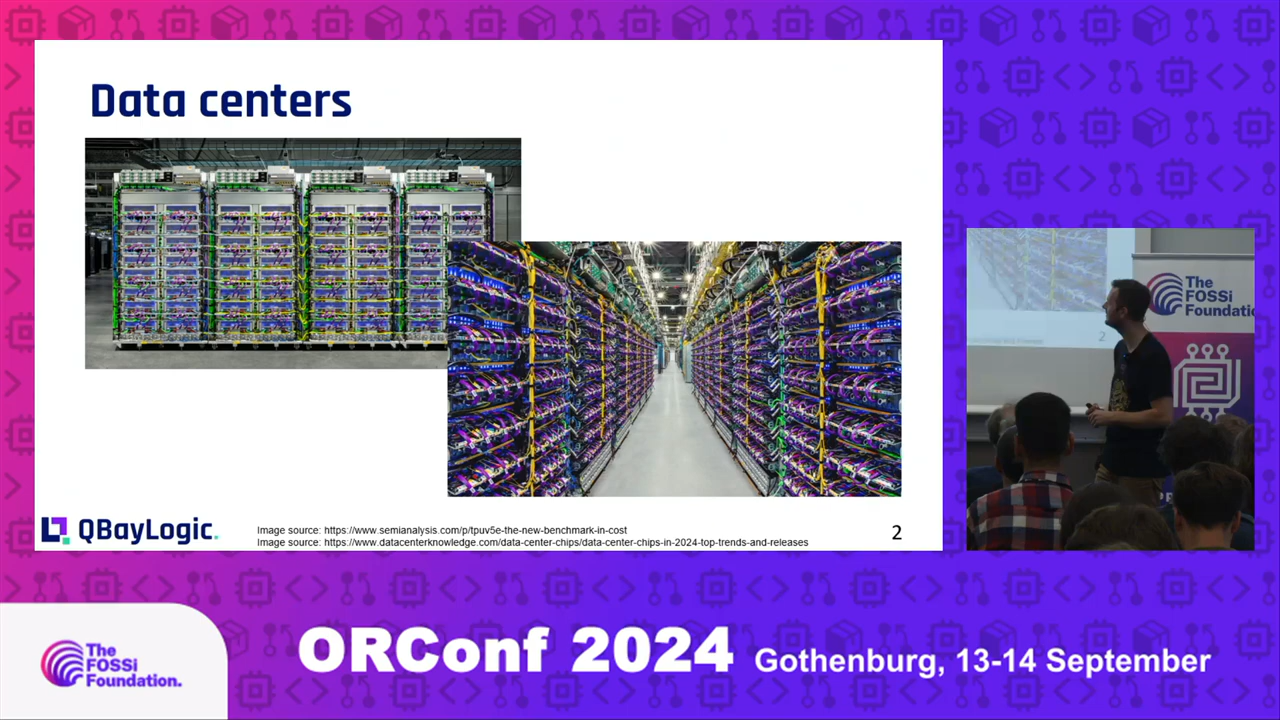 Data centers
QBayLogic.
Image source: https://www.semianalysis.com/p/tpuv5e-the-new-benchmark-in-cost
Image source: https://www.datacenterknowledge.com/data-center-chips/data-center-chips-in-2024-top-trends-and-releases
2
2
The
FOSSi
Foundation
The
FOSSi
Foundation.
ORConf 2024 Gothenburg, 13-14 September